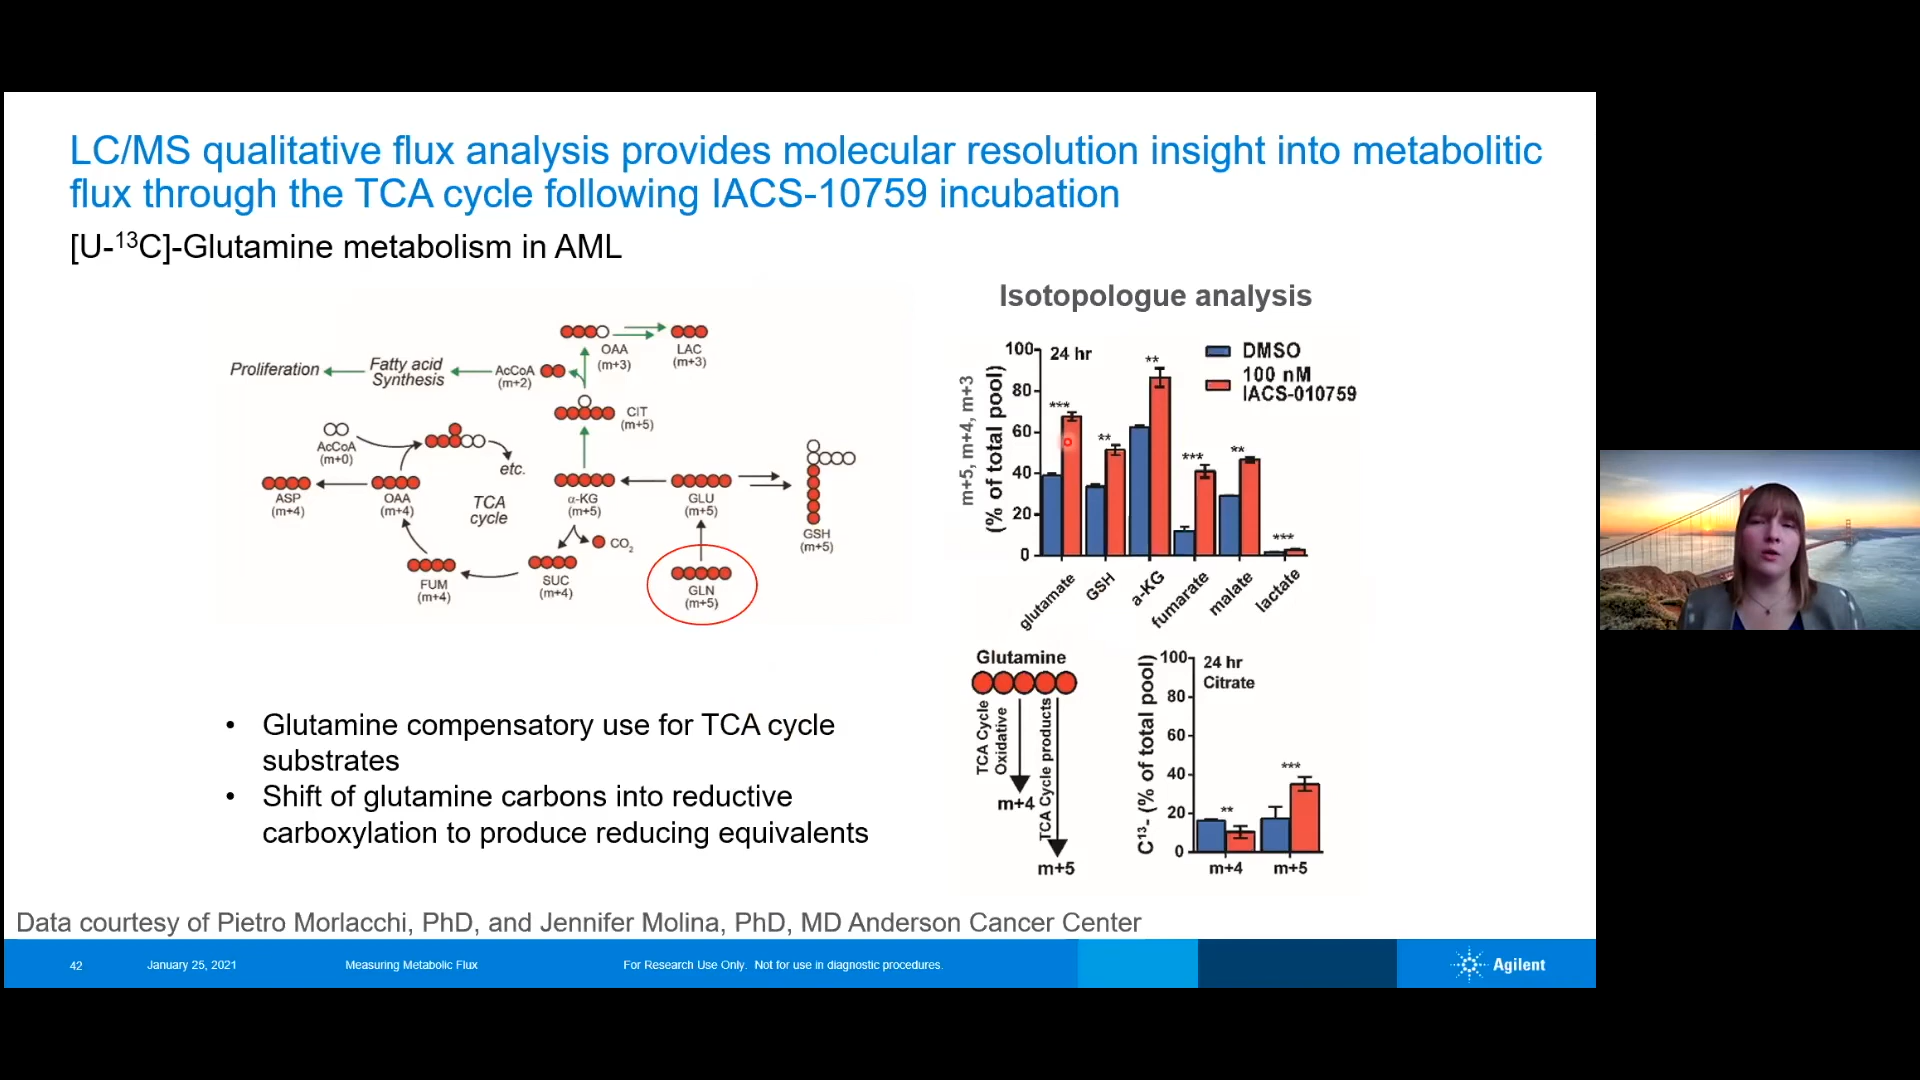 LC/MS qualitative flux analysis provides molecular resolution insight into metabolitic
flux through the TCA cycle following IACS-10759 incubation
[U-¹³C]-Glutamine metabolism in AML
OAA
(m+3)
LAC
(m+3)
Proliferation
Fatty acid
Synthesis
AcCoA
(m+2)
CIT
(m+5)
AcCoA
(m+0)
etc.
ASP
(m+4)
OAA
(m+4)
TCA
cycle
α-KG
(m+5)
GLU
(m+5)
GSH
(m+5)
CO₂
FUM
(m+4)
SUC
(m+4)
GLN
(m+5)
Isotopologue analysis
m+5, m+4, m+3
(% of total pool)
100
80
60
40
20
0
24 hr
DMSO
100 nM
IACS-010759
***
**
**
***
**
***
glutamate
GSH
a-KG
fumarate
malate
lactate
Glutamine
TCA Cycle
Oxidative
TCA Cycle products
m+4
m+5
C¹³- (% of total pool)
100
80
60
40
20
0
24 hr
Citrate
**
***
m+4
m+5
• Glutamine compensatory use for TCA cycle
substrates
• Shift of glutamine carbons into reductive
carboxylation to produce reducing equivalents
Data courtesy of Pietro Morlacchi, PhD, and Jennifer Molina, PhD, MD Anderson Cancer Center
42
January 25, 2021
Measuring Metabolic Flux
For Research Use Only. Not for use in diagnostic procedures.
Agilent